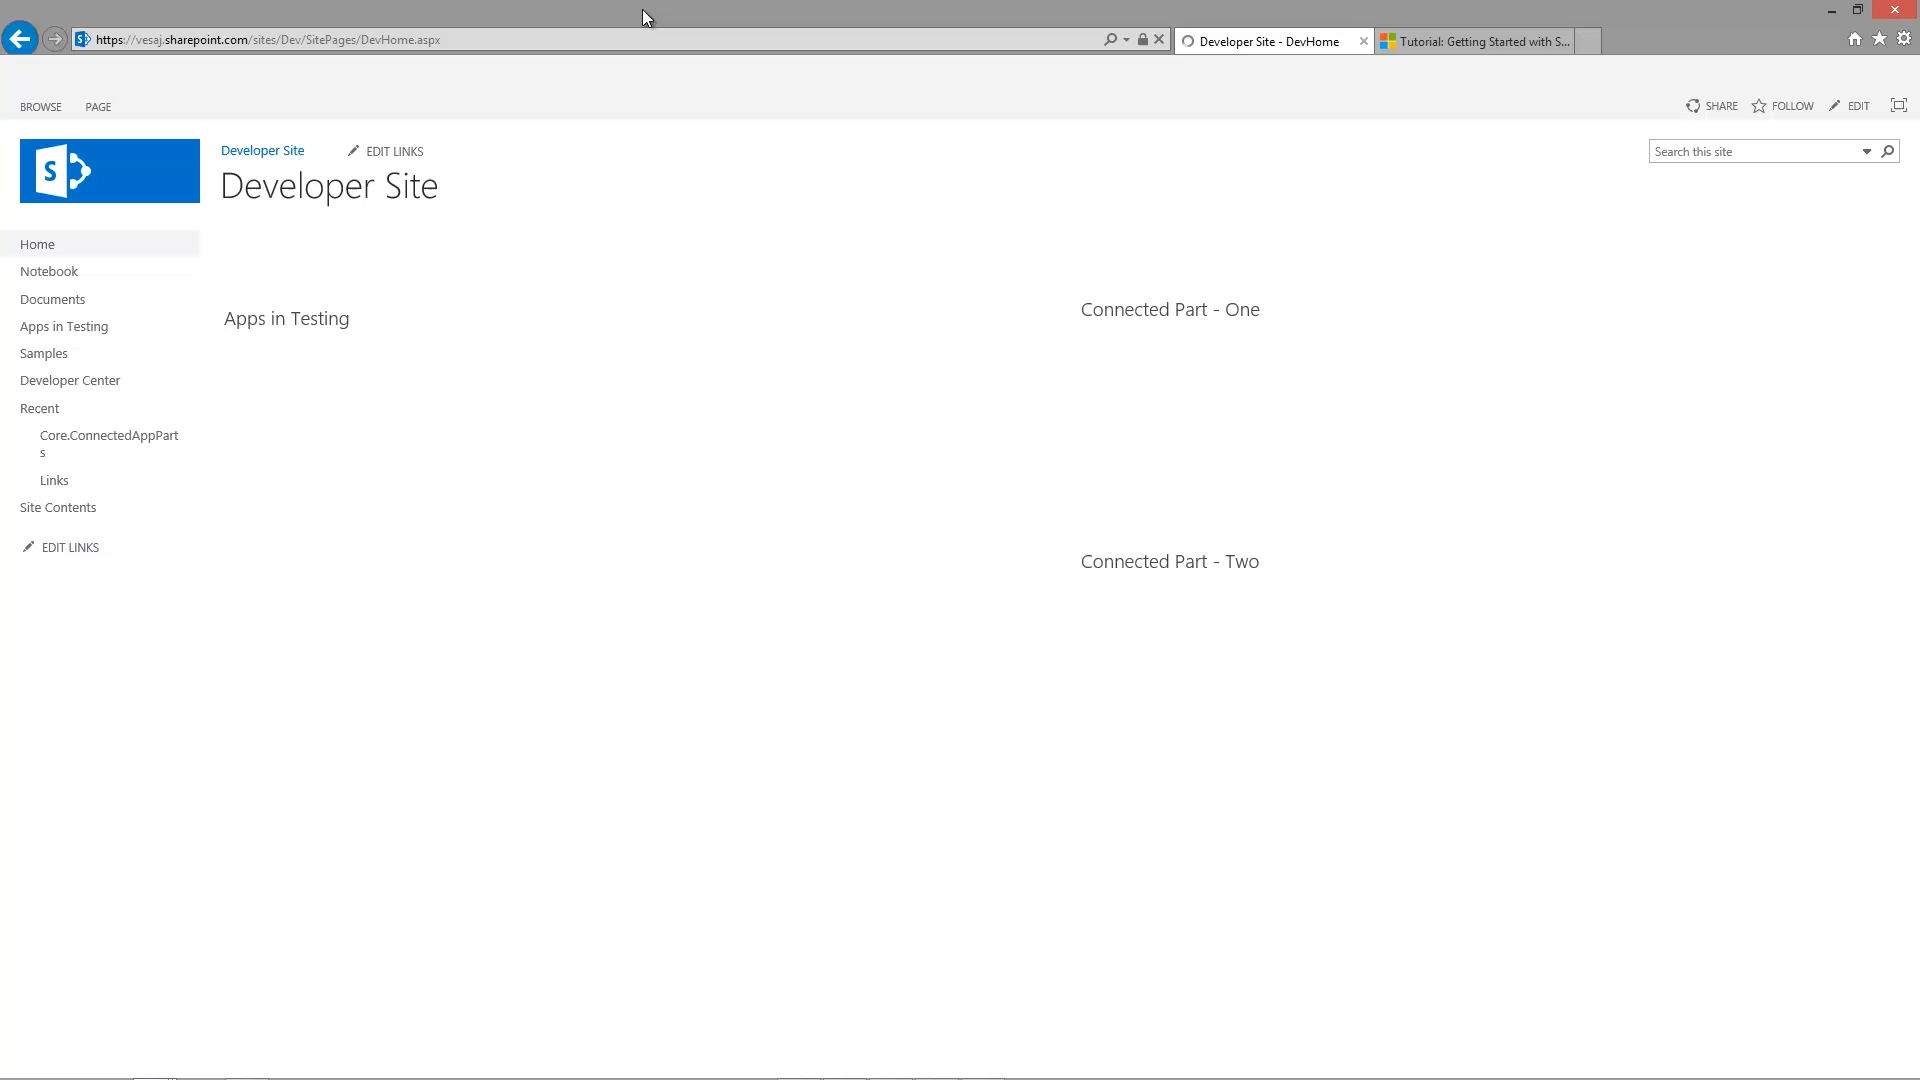 https://vesaj.sharepoint.com/sites/Dev/SitePages/DevHome.aspx
Developer Site - DevHome
Tutorial: Getting Started with S...
BROWSE
PAGE
SHARE
FOLLOW
EDIT
S
Developer Site
EDIT LINKS
Search this site
Developer Site
Home
Notebook
Documents
Apps in Testing
Samples
Developer Center
Recent
Core.ConnectedAppPart
s
Links
Site Contents
EDIT LINKS
Apps in Testing
Connected Part - One
Connected Part - Two